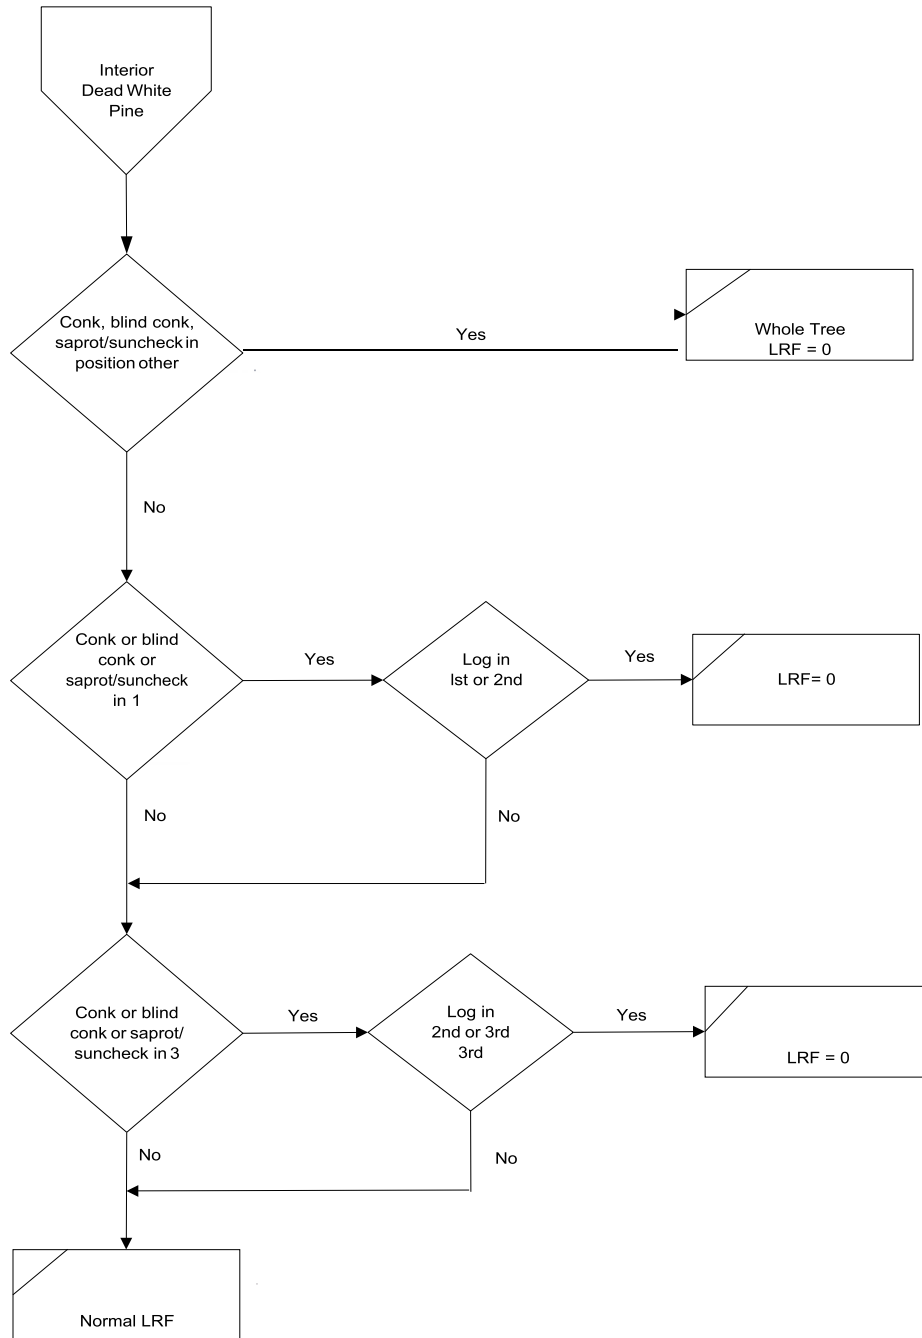 Interior
Dead White
Pine
Conk, blind conk,
saprot/suncheck in
position other
Yes
Whole Tree
LRF = 0
No
Conk or blind
conk or
saprot/suncheck
in 1
Yes
Log in
lst or 2nd
Yes
LRF= 0
No
No
Conk or blind
conk or saprot/
suncheck in 3
Yes
Log in
2nd or 3rd
3rd
Yes
LRF = 0
No
No
Normal LRF